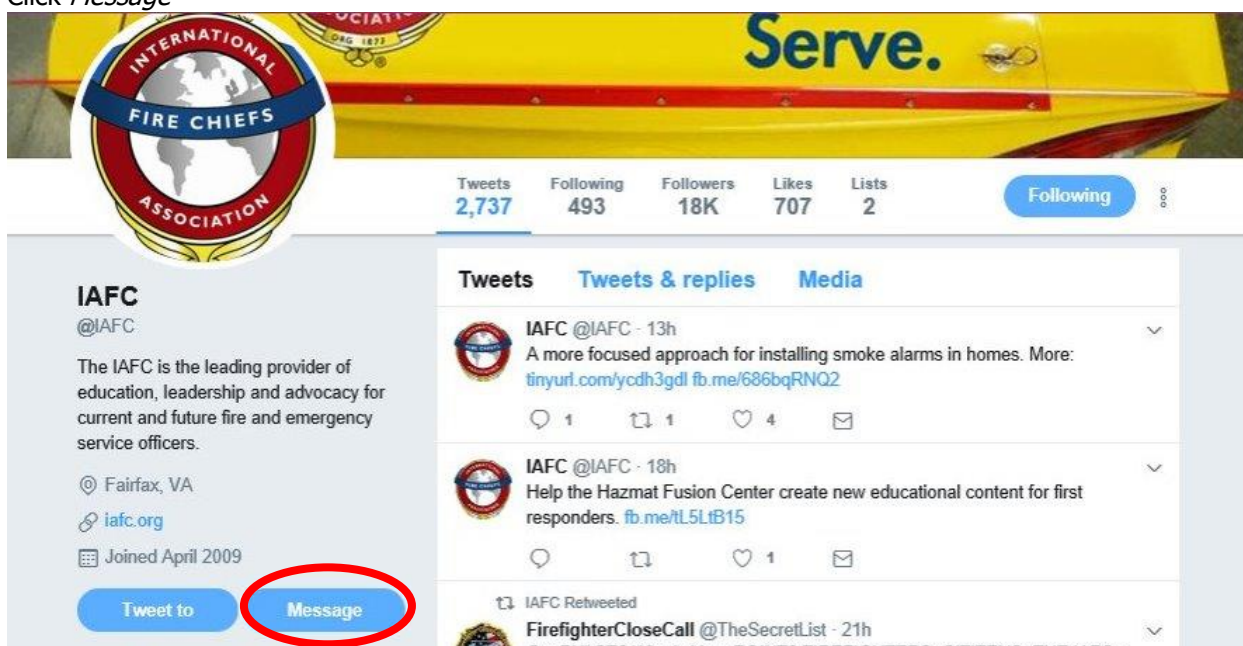 Click Message
INTERNATIONAL
FIRE CHIEFS
ASSOCIATION
OCIATIO
ORG 1873
Serve.
Tweets Following Followers Likes Lists
2,737 493 18K 707 2
Following
IAFC
@IAFC
The IAFC is the leading provider of
education, leadership and advocacy for
current and future fire and emergency
service officers.
Fairfax, VA
iafc.org
Joined April 2009
Tweet to Message
Tweets Tweets & replies Media
IAFC @IAFC · 13h
A more focused approach for installing smoke alarms in homes. More:
tinyurl.com/ycdh3gdl fb.me/686bqRNQ2
1 1 4
IAFC @IAFC · 18h
Help the Hazmat Fusion Center create new educational content for first
responders. fb.me/tL5LtB15
1
IAFC Retweeted
FirefighterCloseCall @TheSecretList · 21h